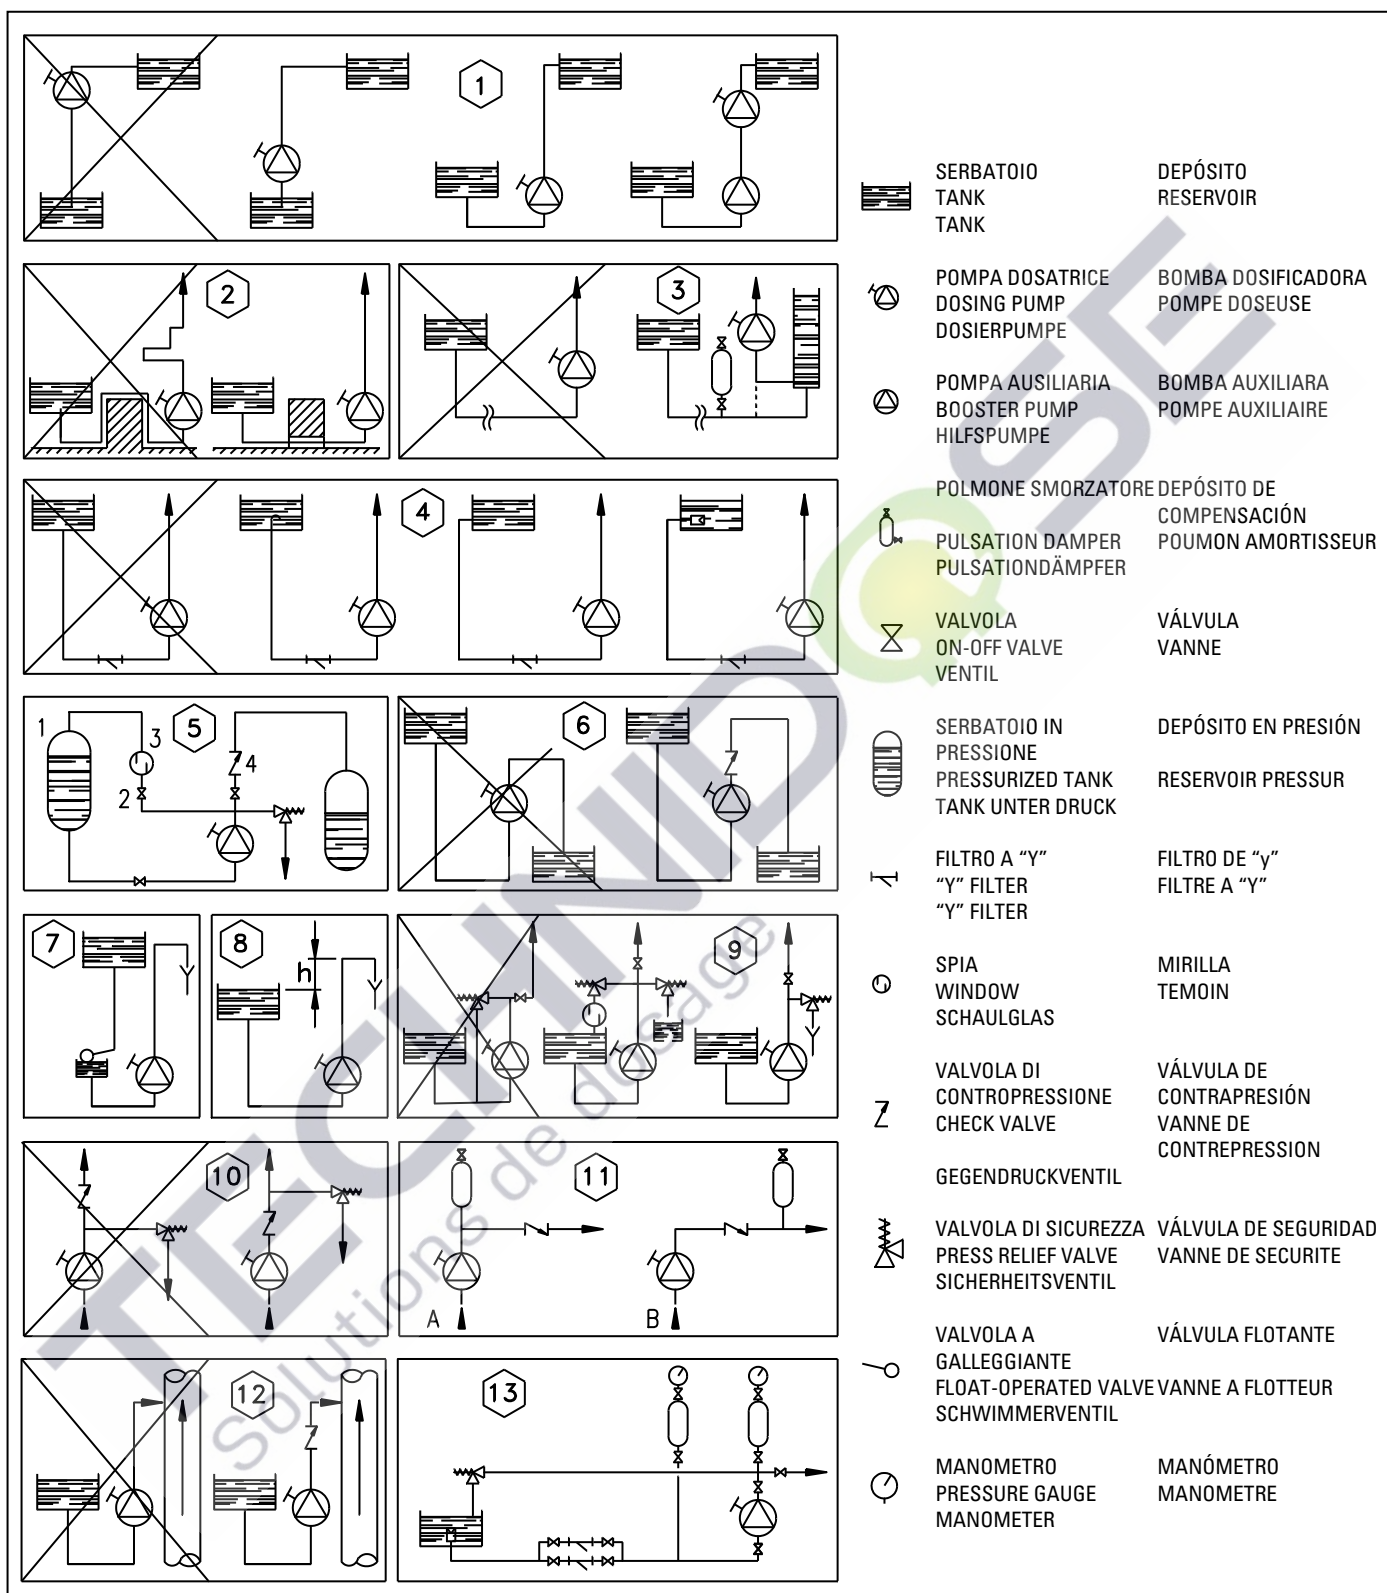 1
2
3
4
5
1
3
2
4
6
7
8
h
9
10
11
A
B
12
13
SERBATOIO
TANK
TANK
DEPÓSITO
RESERVOIR
POMPA DOSATRICE
DOSING PUMP
DOSIERPUMPE
BOMBA DOSIFICADORA
POMPE DOSEUSE
POMPA AUSILIARIA
BOOSTER PUMP
HILFSPUMPE
BOMBA AUXILIARA
POMPE AUXILIAIRE
POLMONE SMORZATORE
PULSATION DAMPER
PULSATIONDÄMPFER
DEPÓSITO DE
COMPENSACIÓN
POUMON AMORTISSEUR
VALVOLA
ON-OFF VALVE
VENTIL
VÁLVULA
VANNE
SERBATOIO IN
PRESSIONE
PRESSURIZED TANK
TANK UNTER DRUCK
DEPÓSITO EN PRESIÓN
RESERVOIR PRESSUR
FILTRO A “Y”
“Y” FILTER
“Y” FILTER
FILTRO DE “y”
FILTRE A “Y”
SPIA
WINDOW
SCHAULGLAS
MIRILLA
TEMOIN
VALVOLA DI
CONTROPRESSIONE
CHECK VALVE
GEGENDRUCKVENTIL
VÁLVULA DE
CONTRAPRESIÓN
VANNE DE
CONTREPRESSION
VALVOLA DI SICUREZZA
PRESS RELIEF VALVE
SICHERHEITSVENTIL
VÁLVULA DE SEGURIDAD
VANNE DE SECURITE
VALVOLA A
GALLEGGIANTE
FLOAT-OPERATED VALVE
SCHWIMMERVENTIL
VÁLVULA FLOTANTE
VANNE A FLOTTEUR
MANOMETRO
PRESSURE GAUGE
MANOMETER
MANÓMETRO
MANOMETRE
TECHNIDOSE
Solutions de dosage